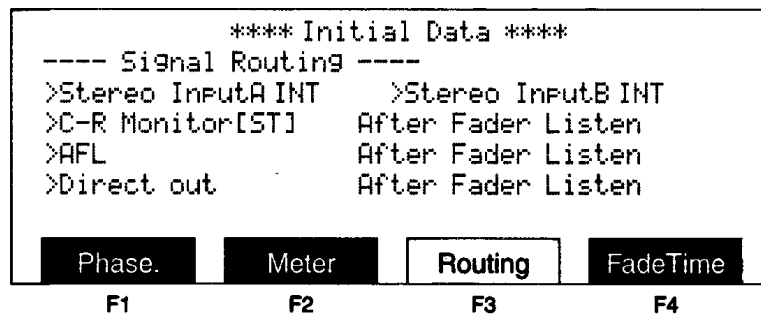 **** Initial Data ****
---- Signal Routing ----
>Stereo InputA INT >Stereo InputB INT
>C-R Monitor[ST] After Fader Listen
>AFL After Fader Listen
>Direct out After Fader Listen
Phase. Meter Routing FadeTime
F1 F2 F3 F4